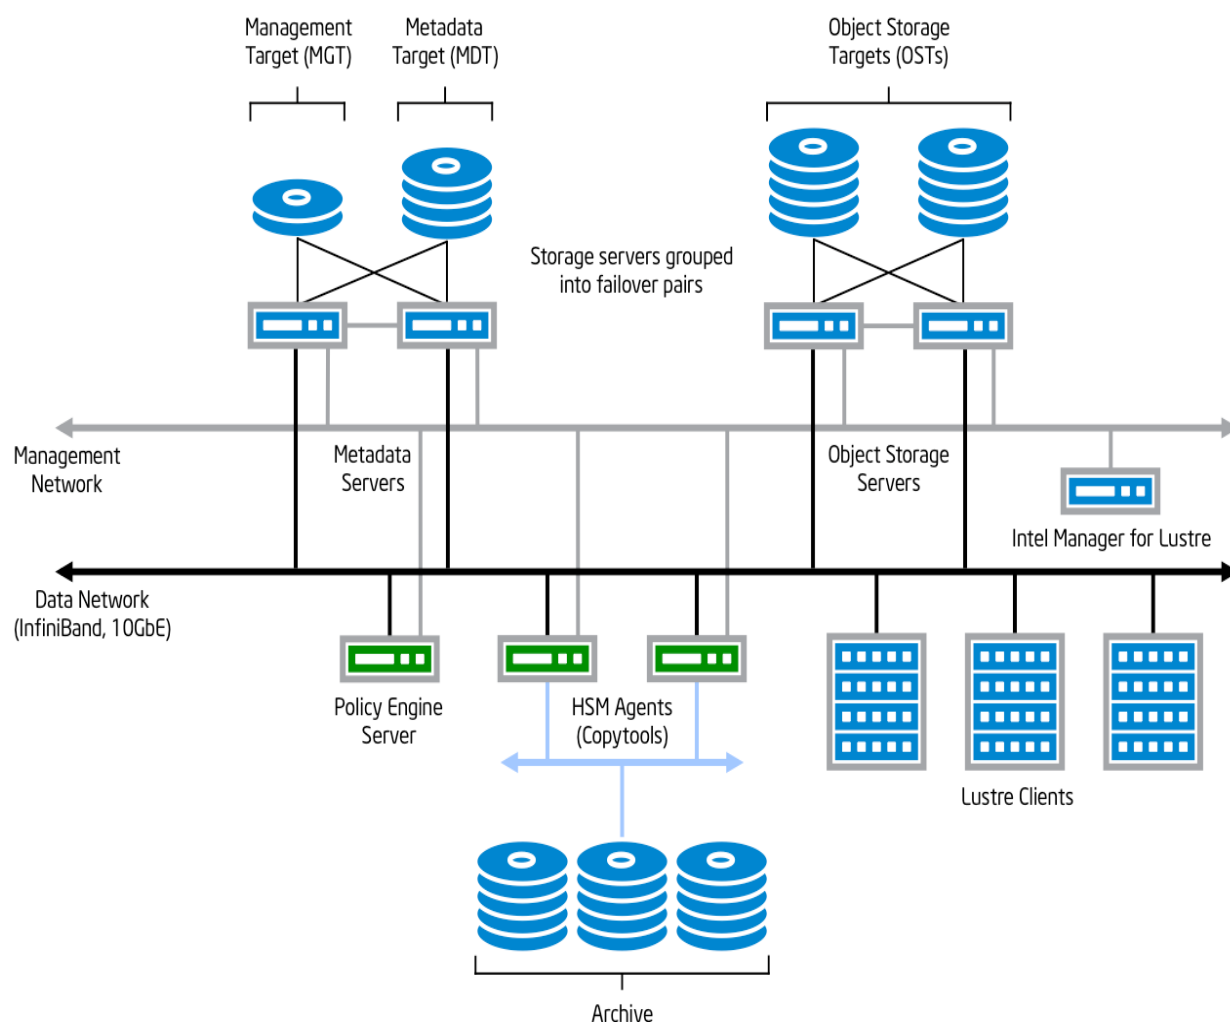 Management
Target (MGT)
Metadata
Target (MDT)
Object Storage
Targets (OSTs)
Storage servers grouped
into failover pairs
Management
Network
Metadata
Servers
Object Storage
Servers
Intel Manager for Lustre
Data Network
(InfiniBand, 10GbE)
Policy Engine
Server
HSM Agents
(Copytools)
Lustre Clients
Archive